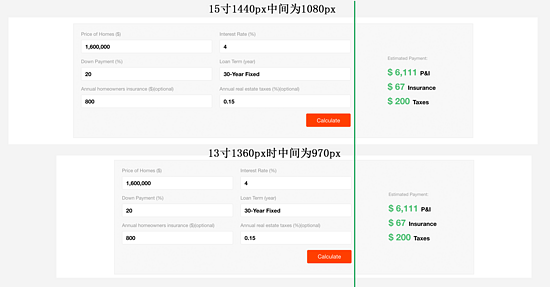 15寸1440px中间为1080px
Price of Homes ($) Interest Rate (%)
1,600,000 4
Down Payment (%) Loan Term (year)
20 30-Year Fixed
Annual homeowners insurance ($)(optional) Annual real estate taxes (%)(optional)
800 0.15
Calculate
Estimated Payment
$ 6,111 P&I
$ 67 Insurance
$ 200 Taxes
13寸1360px时中间为970px
Price of Homes ($) Interest Rate (%)
1,600,000 4
Down Payment (%) Loan Term (year)
20 30-Year Fixed
Annual homeowners insurance ($)(optional) Annual real estate taxes (%)(optional)
800 0.15
Calculate
Estimated Payment
$ 6,111 P&I
$ 67 Insurance
$ 200 Taxes